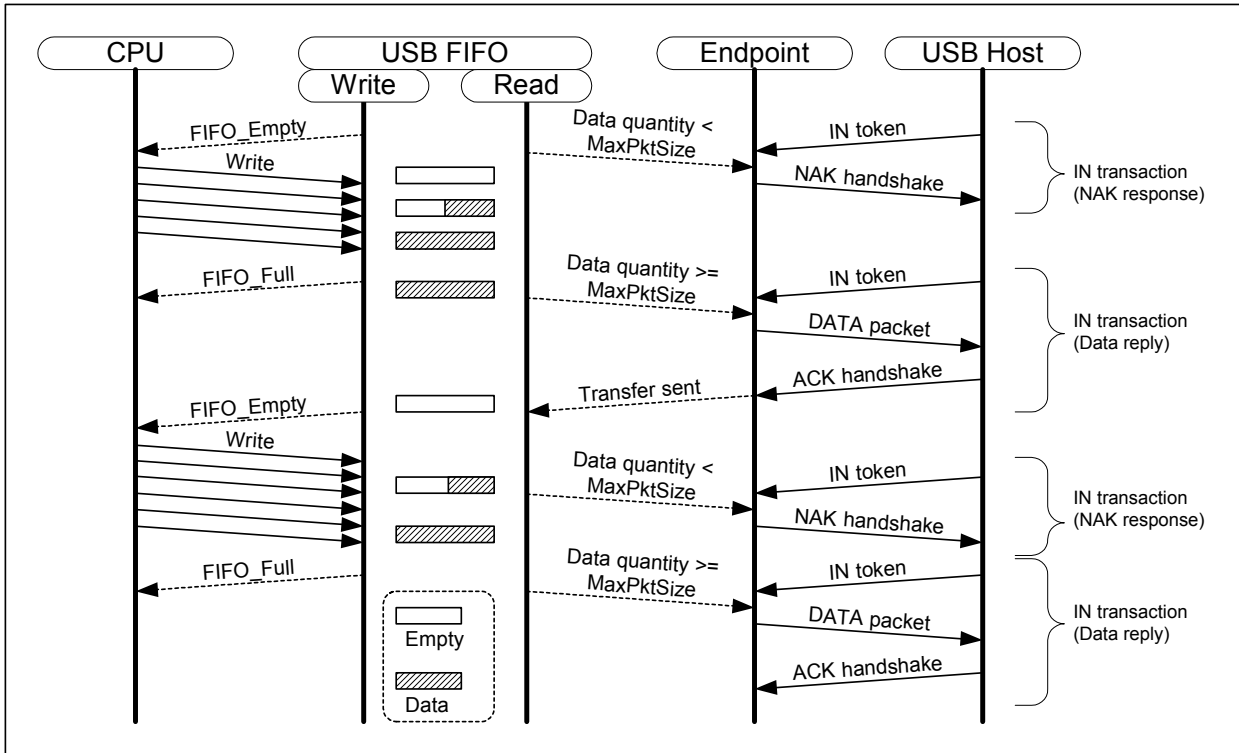 CPU
USB FIFO
Endpoint
USB Host
Write
Read
FIFO_Empty
Data quantity <
MaxPktSize
IN token
Write
NAK handshake
IN transaction
(NAK response)
FIFO_Full
Data quantity >=
MaxPktSize
IN token
DATA packet
IN transaction
(Data reply)
ACK handshake
Transfer sent
FIFO_Empty
Write
Data quantity <
MaxPktSize
IN token
NAK handshake
IN transaction
(NAK response)
FIFO_Full
Data quantity >=
MaxPktSize
IN token
DATA packet
IN transaction
(Data reply)
ACK handshake
Empty
Data